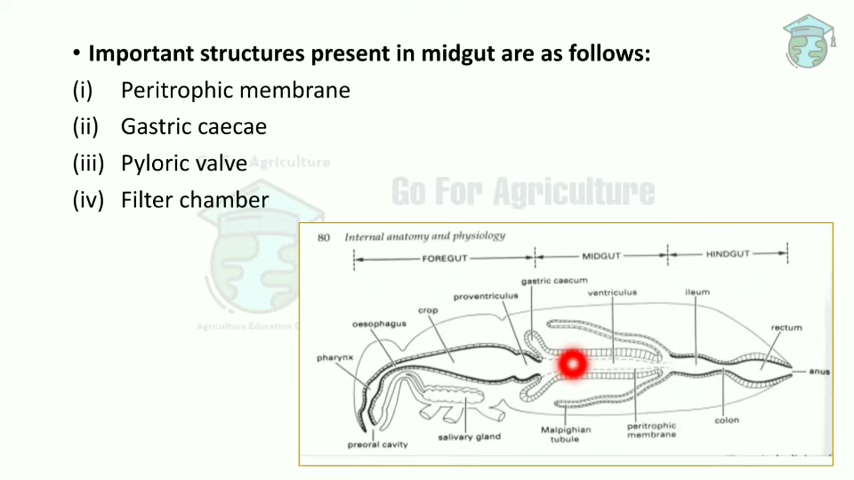 • Important structures present in midgut are as follows:
(i) Peritrophic membrane
(ii) Gastric caecae
(iii) Pyloric valve
(iv) Filter chamber
Go For Agriculture
80 Internal anatomy and physiology
FOREGUT MIDGUT HINDGUT
gastric caecum
proventriculus
ventriculus
ileum
crop
oesophagus
rectum
pharynx
anus
preoral cavity
salivary gland
Malpighian
tubule
peritrophic
membrane
colon